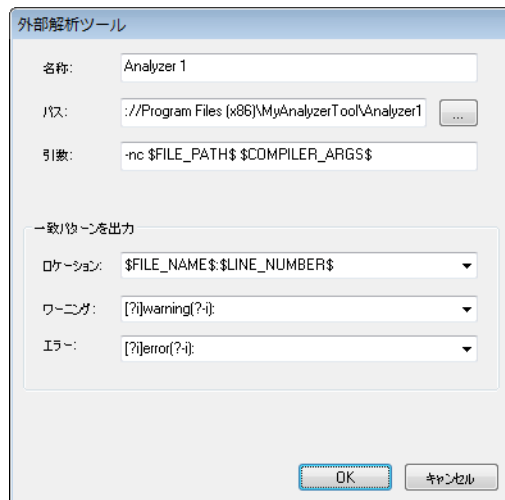 外部解析ツール
名称: Analyzer 1
パス: ://Program Files (x86)\MyAnalyzerTool\Analyzer1 ...
引数: -nc $FILE_PATH$ $COMPILER_ARGS$
一致パターンを出力
ロケーション: $FILE_NAME$:$LINE_NUMBER$
ワーニング: [?i]warning(?-i):
エラー: [?i]error(?-i):
OK キャンセル